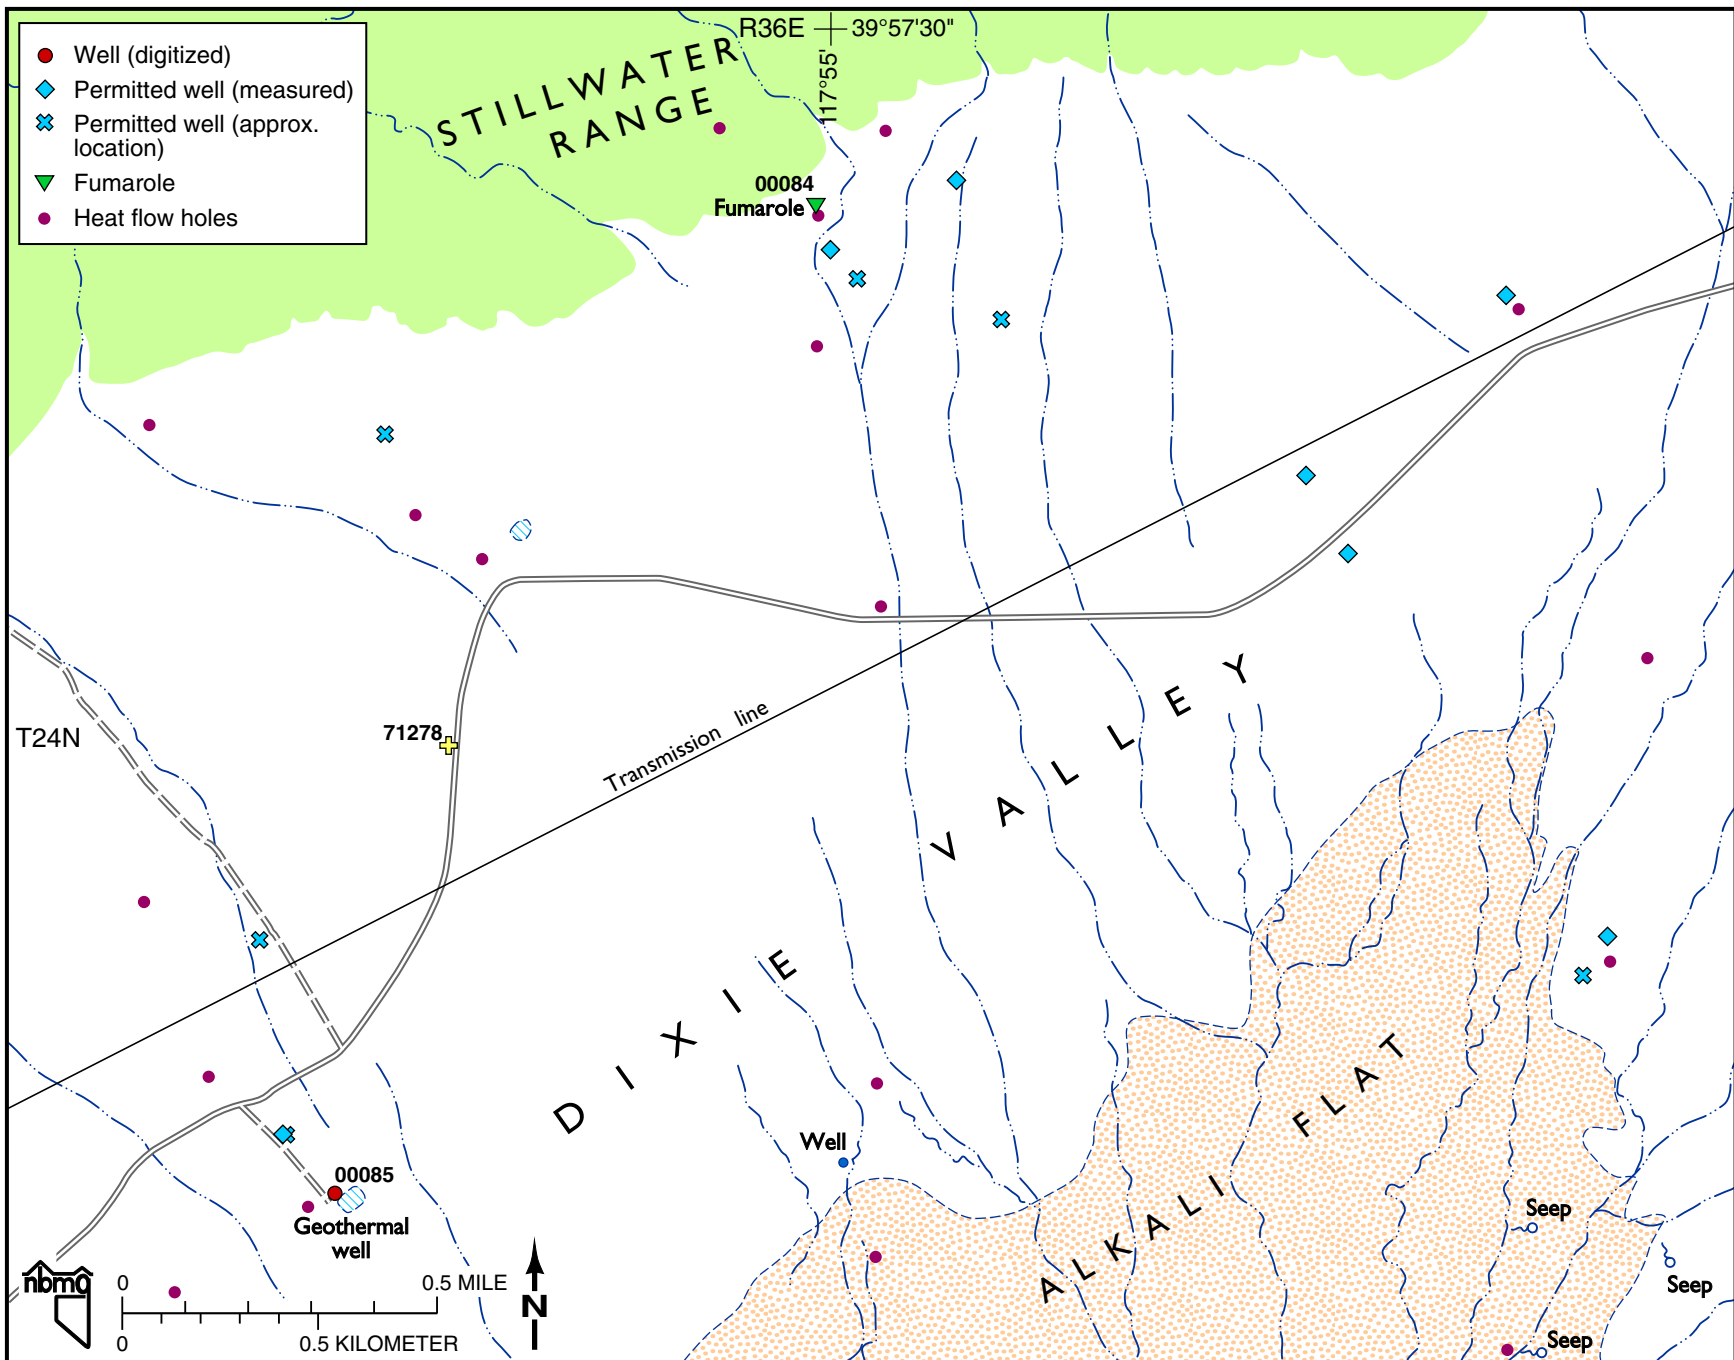 Well (digitized)
Permitted well (measured)
Permitted well (approx.
location)
Fumarole
Heat flow holes
R36E
39°57'30"
117°55'
STILLWATER
RANGE
00084
Fumarole
T24N
71278
Transmission line
DIXIE VALLEY
Well
00085
Geothermal
well
ALKALI FLAT
Seep
Seep
Seep
nbmg
0 0.5 MILE
0 0.5 KILOMETER
N